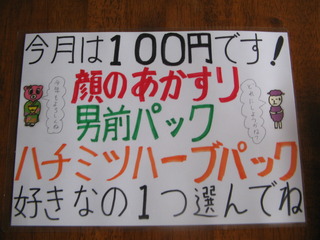 今月は100円です!
顔のあかすり
男前パック
ハチミツハーブパック
好きなの1つ選んでね